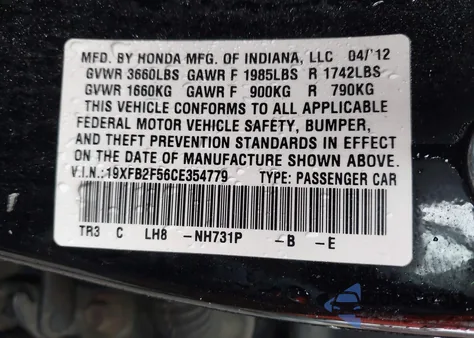 MFD. BY HONDA MFG. OF INDIANA, LLC 04/'12
GVWR 3660LBS GAWR F 1985LBS R 1742LBS
GVWR 1660KG GAWR F 900KG R 790KG
THIS VEHICLE CONFORMS TO ALL APPLICABLE
FEDERAL MOTOR VEHICLE SAFETY, BUMPER,
AND THEFT PREVENTION STANDARDS IN EFFECT
ON THE DATE OF MANUFACTURE SHOWN ABOVE.
V.I.N.:19XFB2F56CE354779 TYPE: PASSENGER CAR
TR3 C LH8 -NH731P -B -E